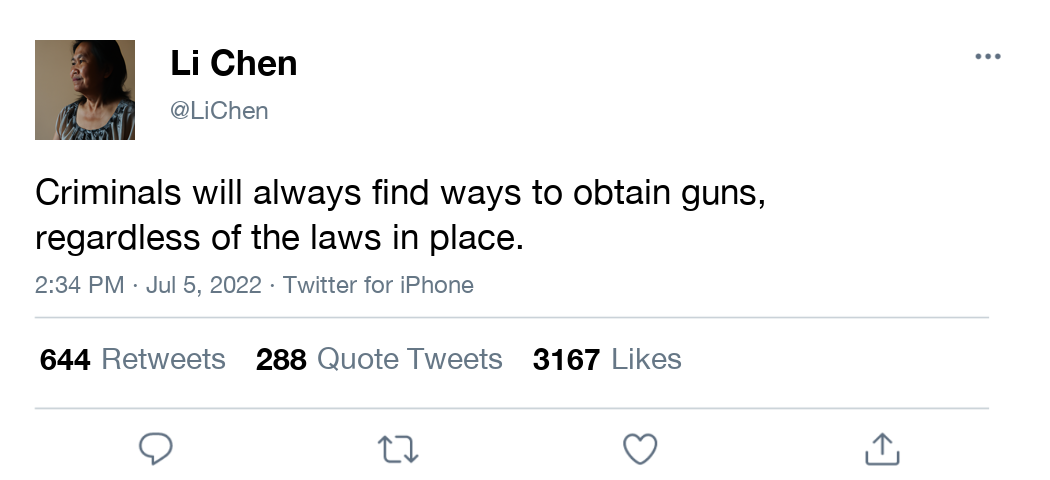 Li Chen
@LiChen
Criminals will always find ways to obtain guns,
regardless of the laws in place.
2:34 PM · Jul 5, 2022 · Twitter for iPhone
644 Retweets 288 Quote Tweets 3167 Likes